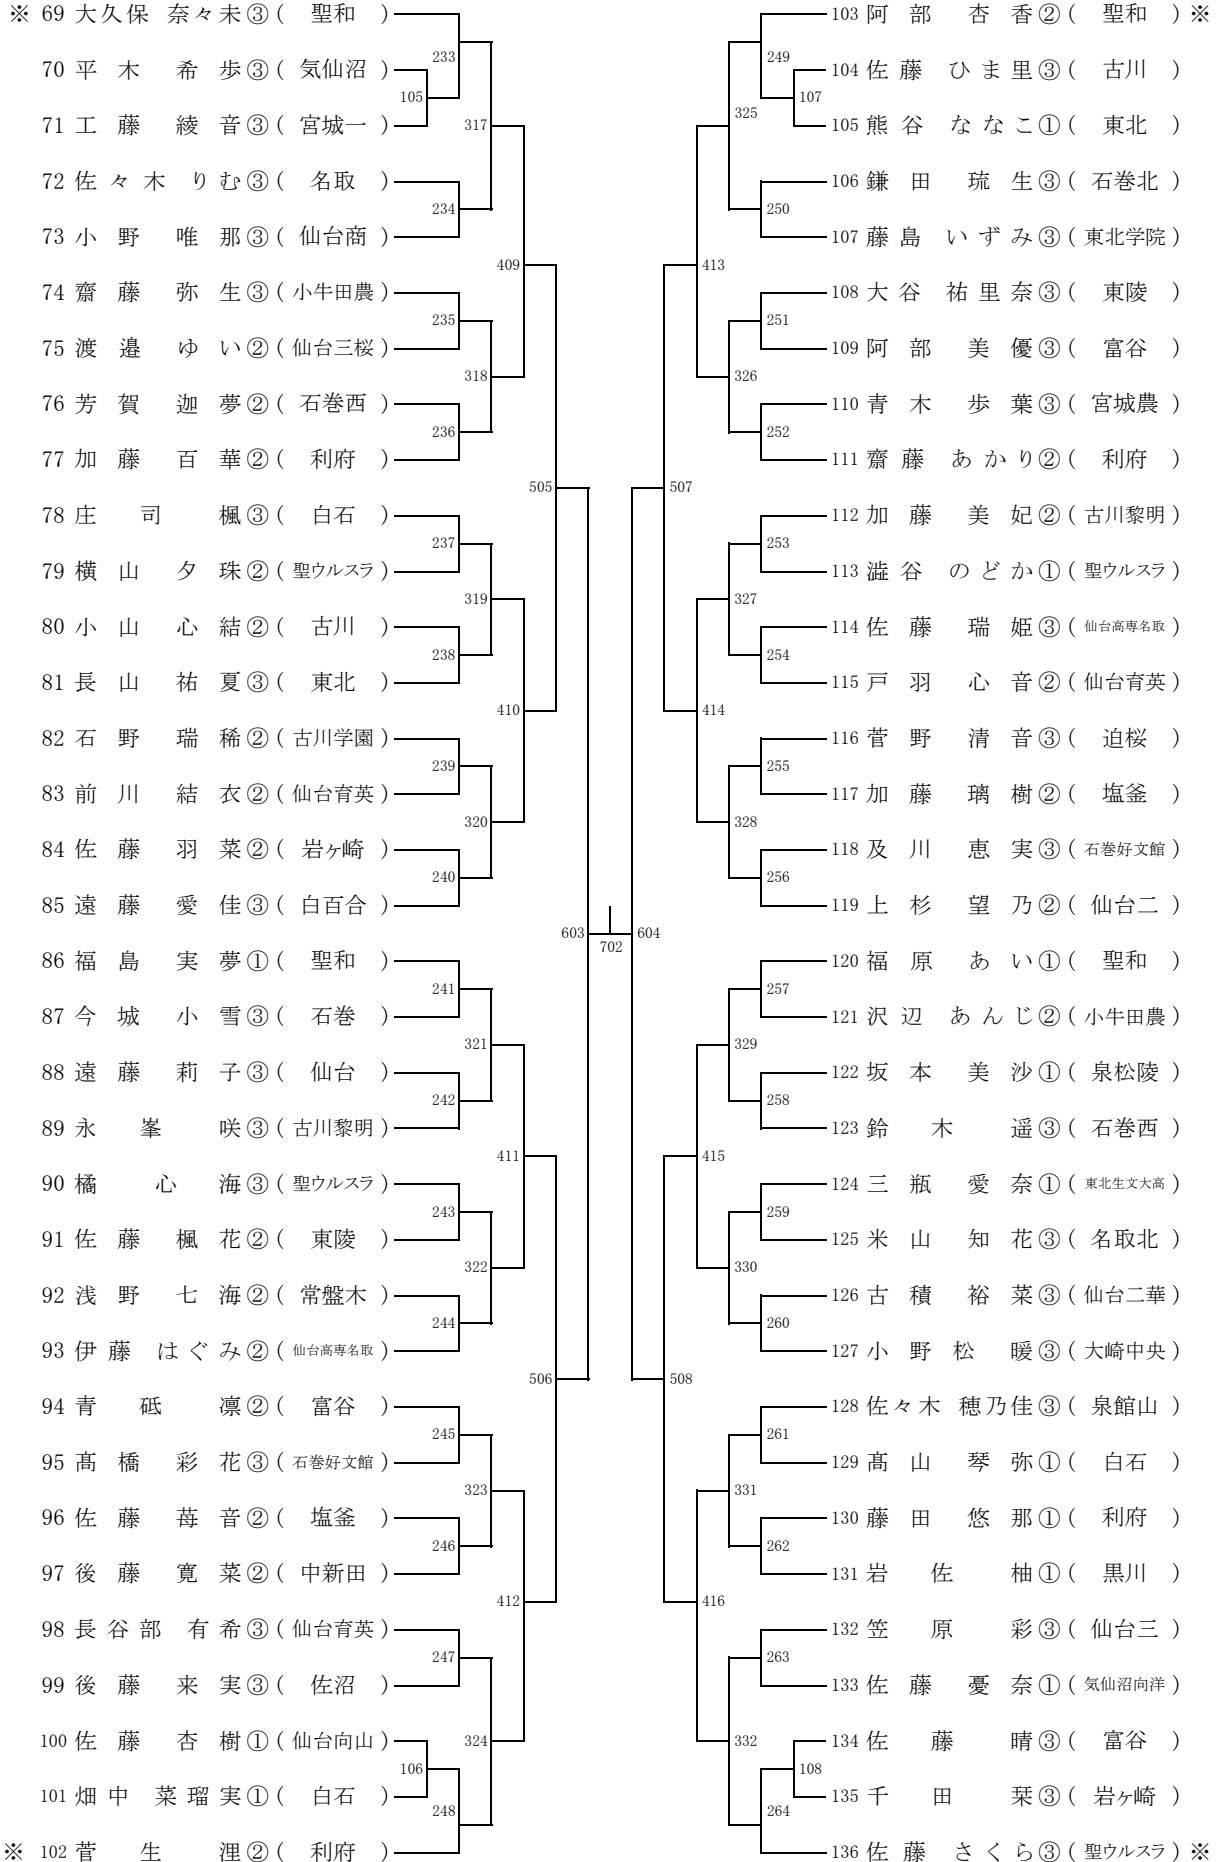 ※ 69 大久保 奈々未③( 聖和 )
233
70 平木 希歩③( 気仙沼 )
105
71 工藤 綾音③( 宮城一 )
317
72 佐々木 りむ③( 名取 )
234
73 小野 唯那③( 仙台商 )
409
74 齋藤 弥生③( 小牛田農 )
235
75 渡邉 ゆい②( 仙台三桜 )
318
76 芳賀 迦夢②( 石巻西 )
236
77 加藤 百華②( 利府 )
505
78 庄司 楓③( 白石 )
237
79 横山 夕珠②( 聖ウルスラ )
319
80 小山 心結②( 古川 )
238
81 長山 祐夏③( 東北 )
410
82 石野 瑞稀②( 古川学園 )
239
83 前川 結衣②( 仙台育英 )
320
84 佐藤 羽菜②( 岩ヶ崎 )
240
85 遠藤 愛佳③( 白百合 )
603
702
86 福島 実夢①( 聖和 )
241
87 今城 小雪③( 石巻 )
321
88 遠藤 莉子③( 仙台 )
242
89 永峯 咲③( 古川黎明 )
411
90 橘 心海③( 聖ウルスラ )
243
91 佐藤 楓花②( 東陵 )
322
92 浅野 七海②( 常盤木 )
244
93 伊藤 はぐみ②( 仙台高専名取 )
506
94 青砥 凛②( 富谷 )
245
95 髙橋 彩花③( 石巻好文館 )
323
96 佐藤 苺音②( 塩釜 )
246
97 後藤 寛菜②( 中新田 )
412
98 長谷部 有希③( 仙台育英 )
247
99 後藤 来実③( 佐沼 )
324
100 佐藤 杏樹①( 仙台向山 )
106
101 畑中 菜瑠実①( 白石 )
248
※ 102 菅生 浬②( 利府 )
103 阿部 杏香②( 聖和 )※
249
104 佐藤 ひま里③( 古川 )
107
105 熊谷 ななこ①( 東北 )
325
106 鎌田 琉生③( 石巻北 )
250
107 藤島 いずみ③( 東北学院 )
413
108 大谷 祐里奈③( 東陵 )
251
109 阿部 美優③( 富谷 )
326
110 青木 歩葉③( 宮城農 )
252
111 齋藤 あかり②( 利府 )
507
112 加藤 美妃②( 古川黎明 )
253
113 澁谷 のどか①( 聖ウルスラ )
327
114 佐藤 瑞姫③( 仙台高専名取 )
254
115 戸羽 心音②( 仙台育英 )
414
116 菅野 清音③( 迫桜 )
255
117 加藤 璃樹②( 塩釜 )
328
118 及川 恵実③( 石巻好文館 )
256
119 上杉 望乃②( 仙台二 )
604
120 福原 あい①( 聖和 )
257
121 沢辺 あんじ②( 小牛田農 )
329
122 坂本 美沙①( 泉松陵 )
258
123 鈴木 遥③( 石巻西 )
415
124 三瓶 愛奈①( 東北生文大高 )
259
125 米山 知花③( 名取北 )
330
126 古積 裕菜③( 仙台二華 )
260
127 小野松 暖③( 大崎中央 )
508
128 佐々木 穂乃佳③( 泉館山 )
261
129 髙山 琴弥①( 白石 )
331
130 藤田 悠那①( 利府 )
262
131 岩佐 柚①( 黒川 )
416
132 笠原 彩③( 仙台三 )
263
133 佐藤 憂奈①( 気仙沼向洋 )
332
134 佐藤 晴③( 富谷 )
108
135 千田 栞③( 岩ヶ崎 )
264
136 佐藤 さくら③( 聖ウルスラ )※